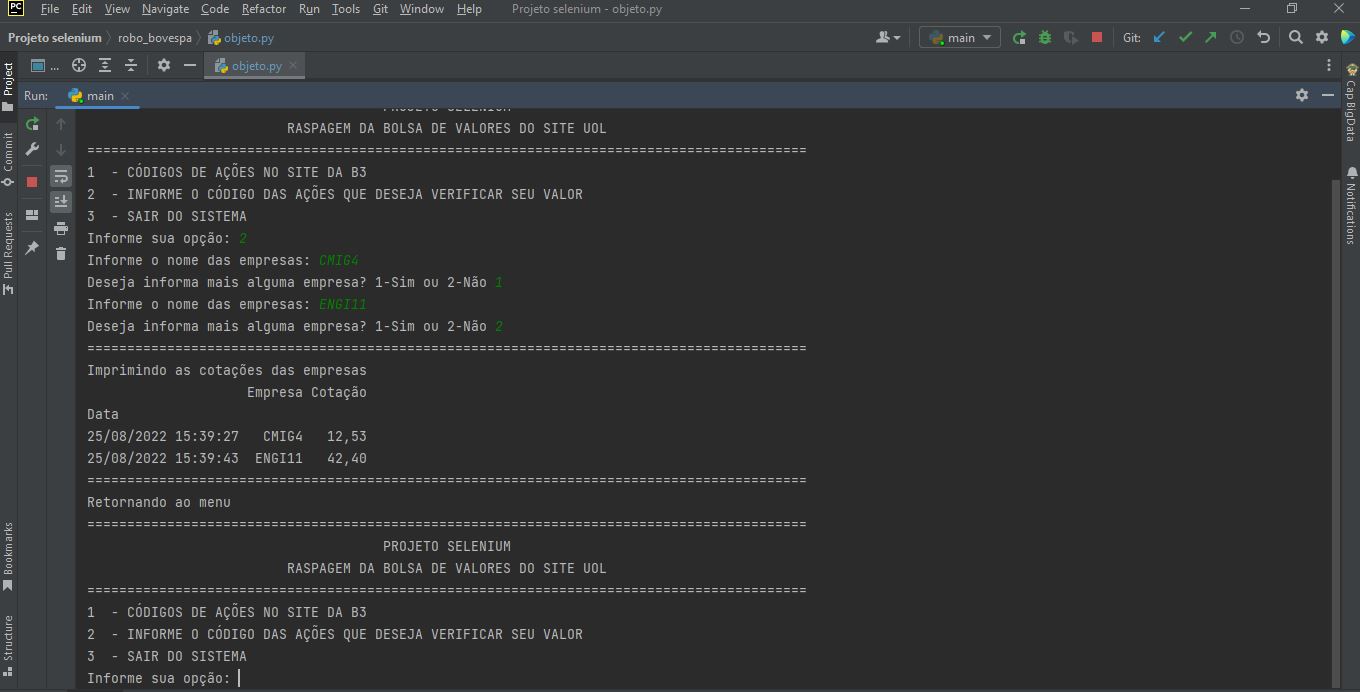 PC File Edit View Navigate Code Refactor Run Tools Git Window Help Projeto selenium - objeto.py
Projeto selenium robo_bovespa objeto.py main Git:
... objeto.py
Run: main
PROJETO SELENIUM
RASPAGEM DA BOLSA DE VALORES DO SITE UOL
==========================================================================================
1  - CÓDIGOS DE AÇÕES NO SITE DA B3
2  - INFORME O CÓDIGO DAS AÇÕES QUE DESEJA VERIFICAR SEU VALOR
3  - SAIR DO SISTEMA
Informe sua opção: 2
Informe o nome das empresas: CMIG4
Deseja informa mais alguma empresa? 1-Sim ou 2-Não 1
Informe o nome das empresas: ENGI11
Deseja informa mais alguma empresa? 1-Sim ou 2-Não 2
==========================================================================================
Imprimindo as cotações das empresas
Empresa Cotação
Data
25/08/2022 15:39:27   CMIG4   12,53
25/08/2022 15:39:43  ENGI11   42,40
==========================================================================================
Retornando ao menu
==========================================================================================
PROJETO SELENIUM
RASPAGEM DA BOLSA DE VALORES DO SITE UOL
==========================================================================================
1  - CÓDIGOS DE AÇÕES NO SITE DA B3
2  - INFORME O CÓDIGO DAS AÇÕES QUE DESEJA VERIFICAR SEU VALOR
3  - SAIR DO SISTEMA
Informe sua opção:
Project
Commit
Pull Requests
Bookmarks
Structure
Cap BigData
Notifications